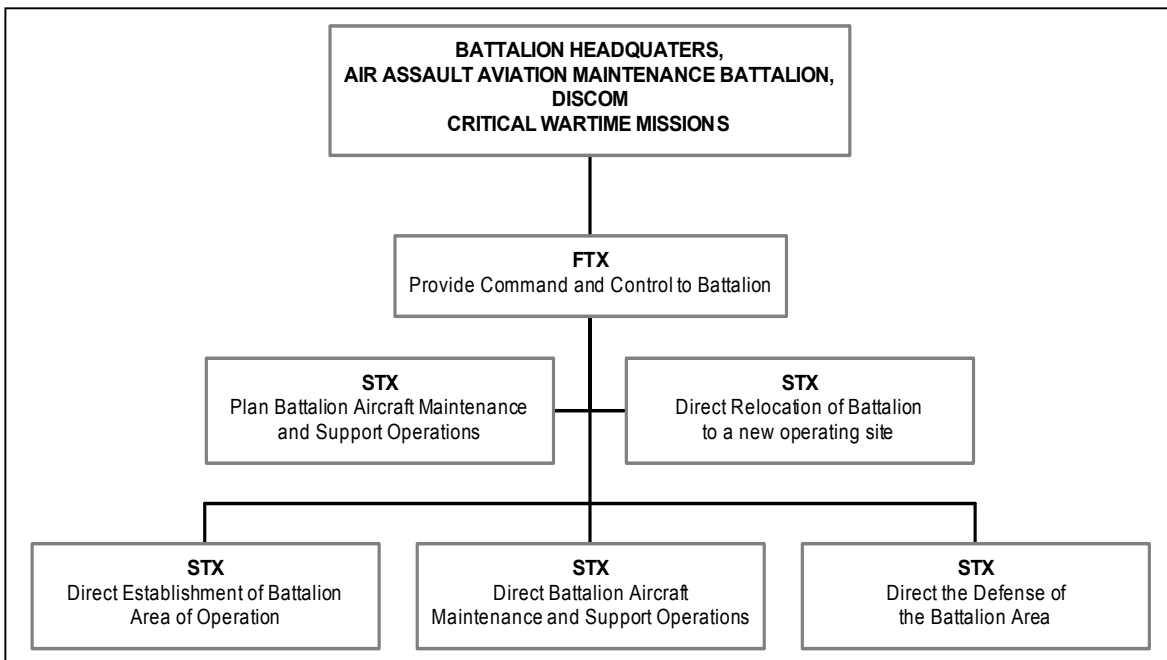 BATTALION HEADQUATERS,
AIR ASSAULT AVIATION MAINTENANCE BATTALION,
DISCOM
CRITICAL WARTIME MISSIONS
FTX
Provide Command and Control to Battalion
STX
Plan Battalion Aircraft Maintenance
and Support Operations
STX
Direct Relocation of Battalion
to a new operating site
STX
Direct Establishment of Battalion
Area of Operation
STX
Direct Battalion Aircraft
Maintenance and Support Operations
STX
Direct the Defense of
the Battalion Area